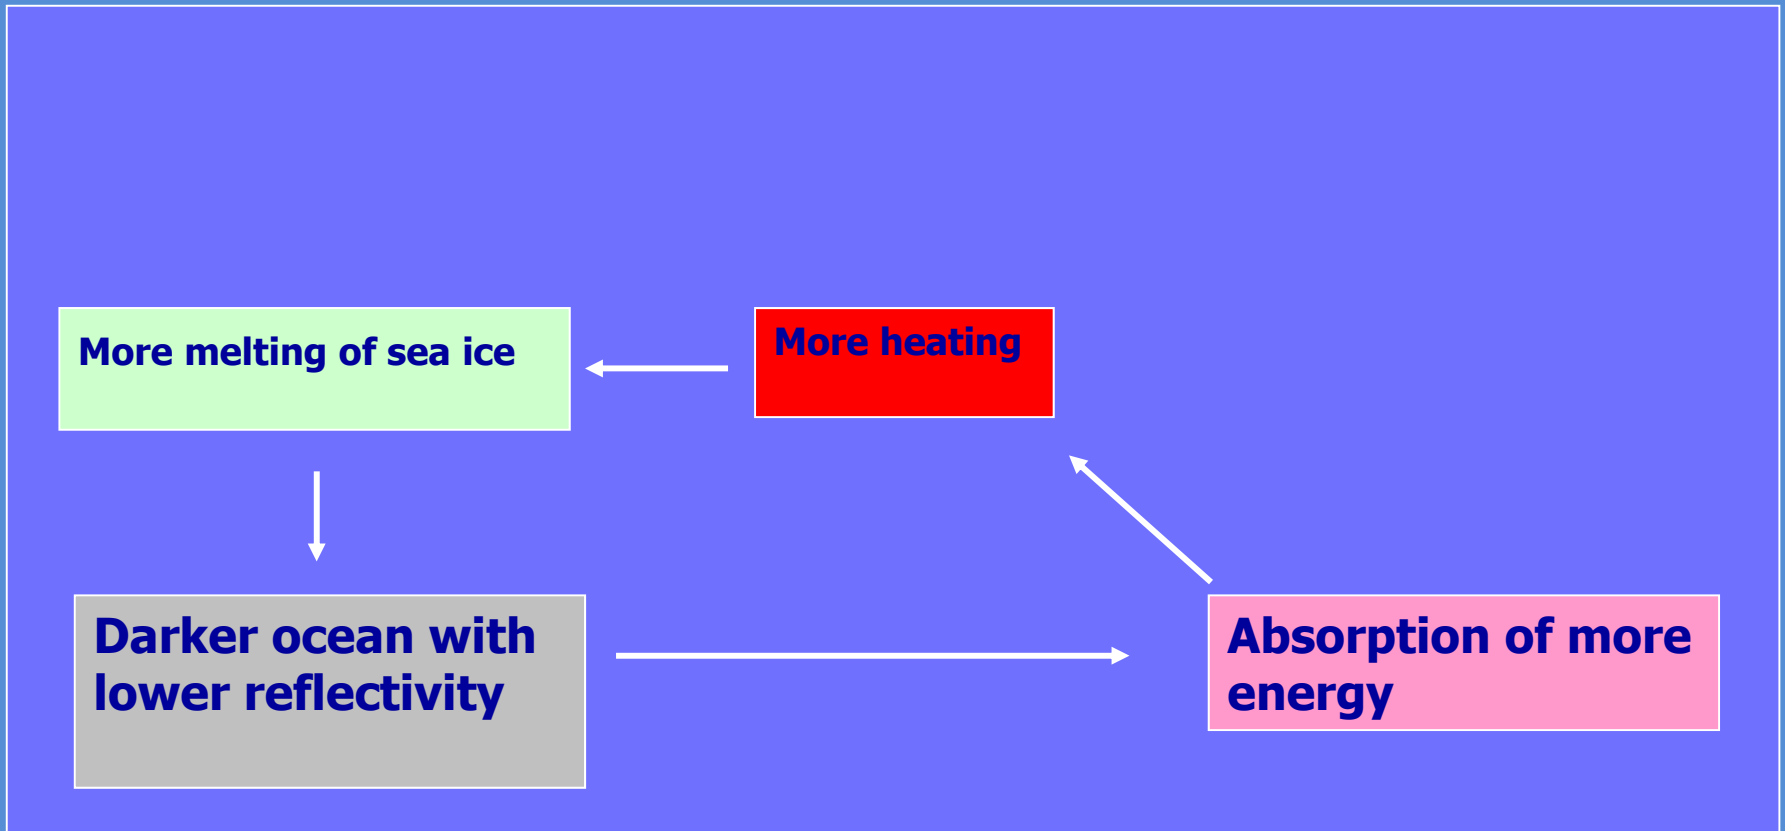 More melting of sea ice
More heating
Darker ocean with
lower reflectivity
Absorption of more
energy